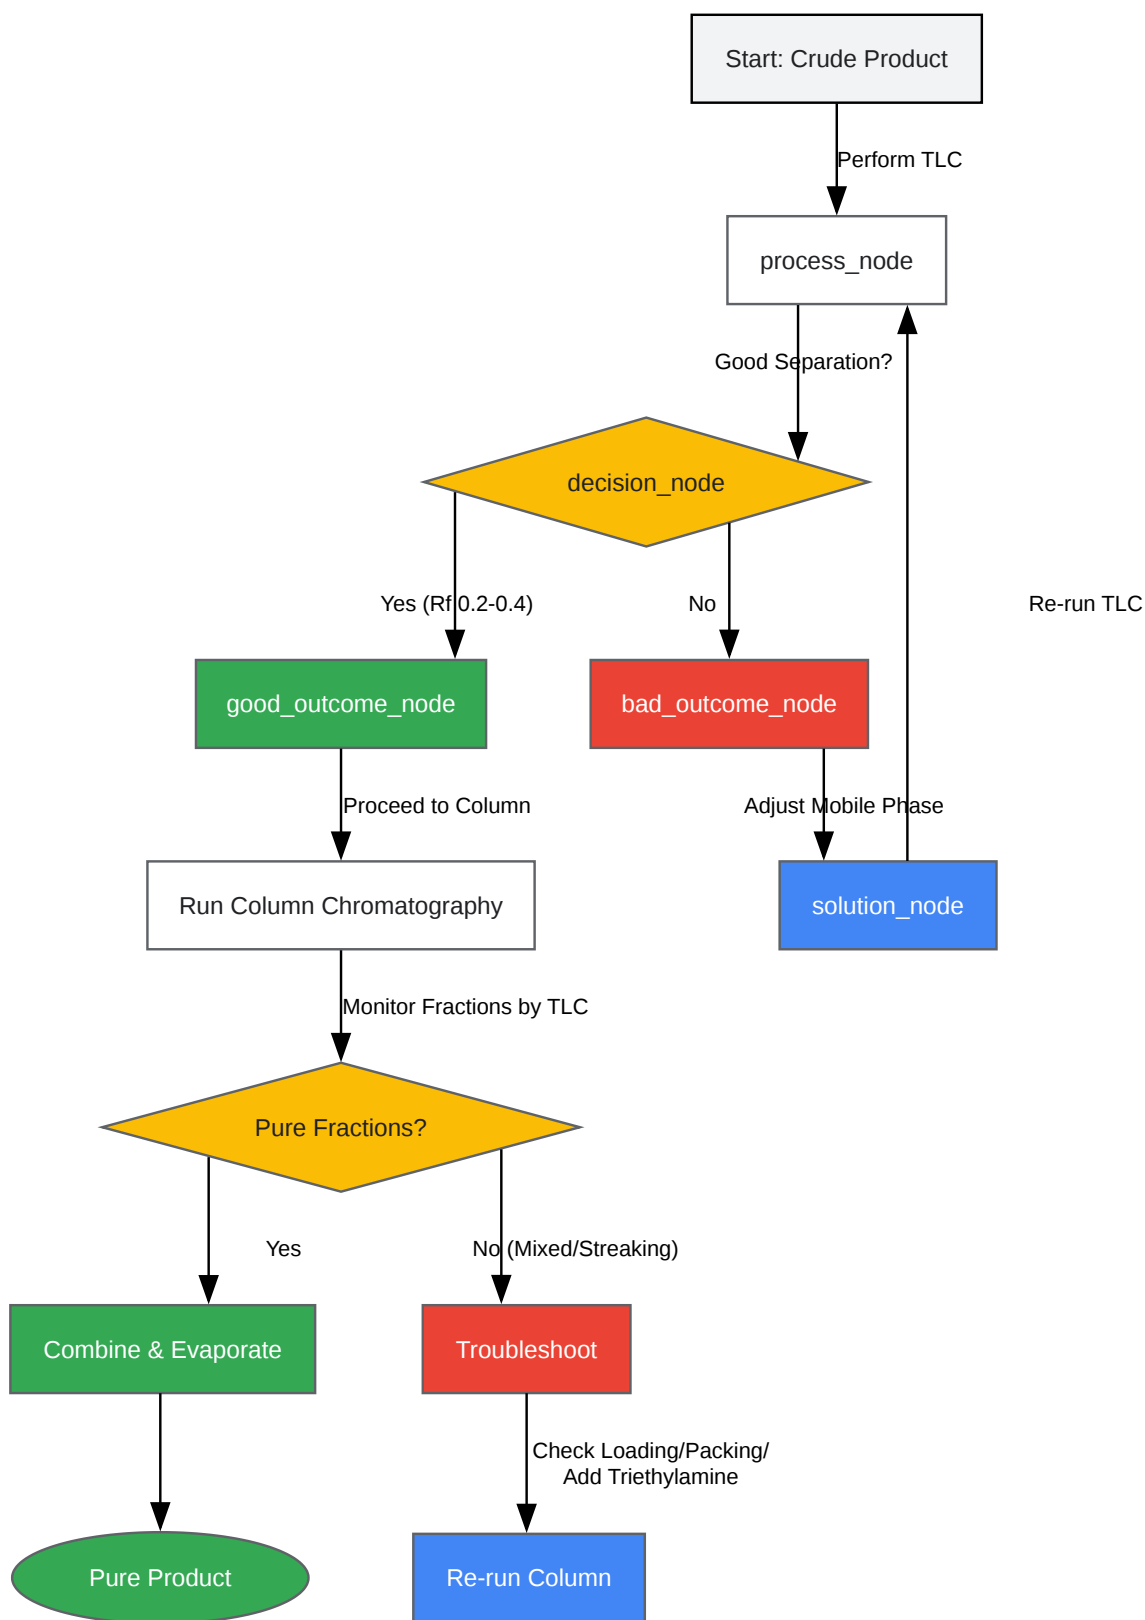 Start: Crude Product
Perform TLC
process_node
Good Separation?
decision_node
Yes (Rf 0.2-0.4)
No
Re-run TLC
good_outcome_node
bad_outcome_node
Proceed to Column
Adjust Mobile Phase
Run Column Chromatography
solution_node
Monitor Fractions by TLC
Pure Fractions?
Yes
No (Mixed/Streaking)
Combine & Evaporate
Troubleshoot
Check Loading/Packing/
Add Triethylamine
Pure Product
Re-run Column